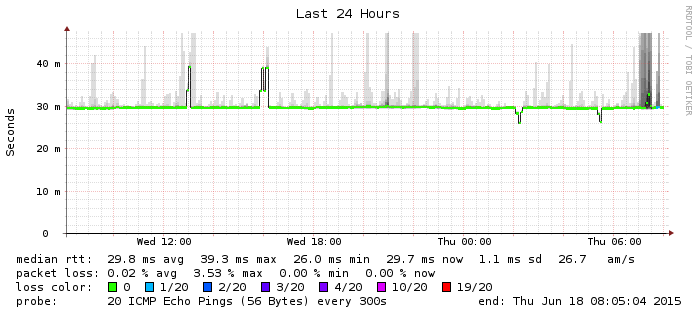 Last 24 Hours
RRDTOOL / TOBI OETIKER
Seconds
40 m
30 m
20 m
10 m
0
Wed 12:00 Wed 18:00 Thu 00:00 Thu 06:00
median rtt: 29.8 ms avg 39.3 ms max 26.0 ms min 29.7 ms now 1.1 ms sd 26.7 am/s
packet loss: 0.02 % avg 3.53 % max 0.00 % min 0.00 % now
loss color: 0 1/20 2/20 3/20 4/20 10/20 19/20
probe: 20 ICMP Echo Pings (56 Bytes) every 300s end: Thu Jun 18 08:05:04 2015